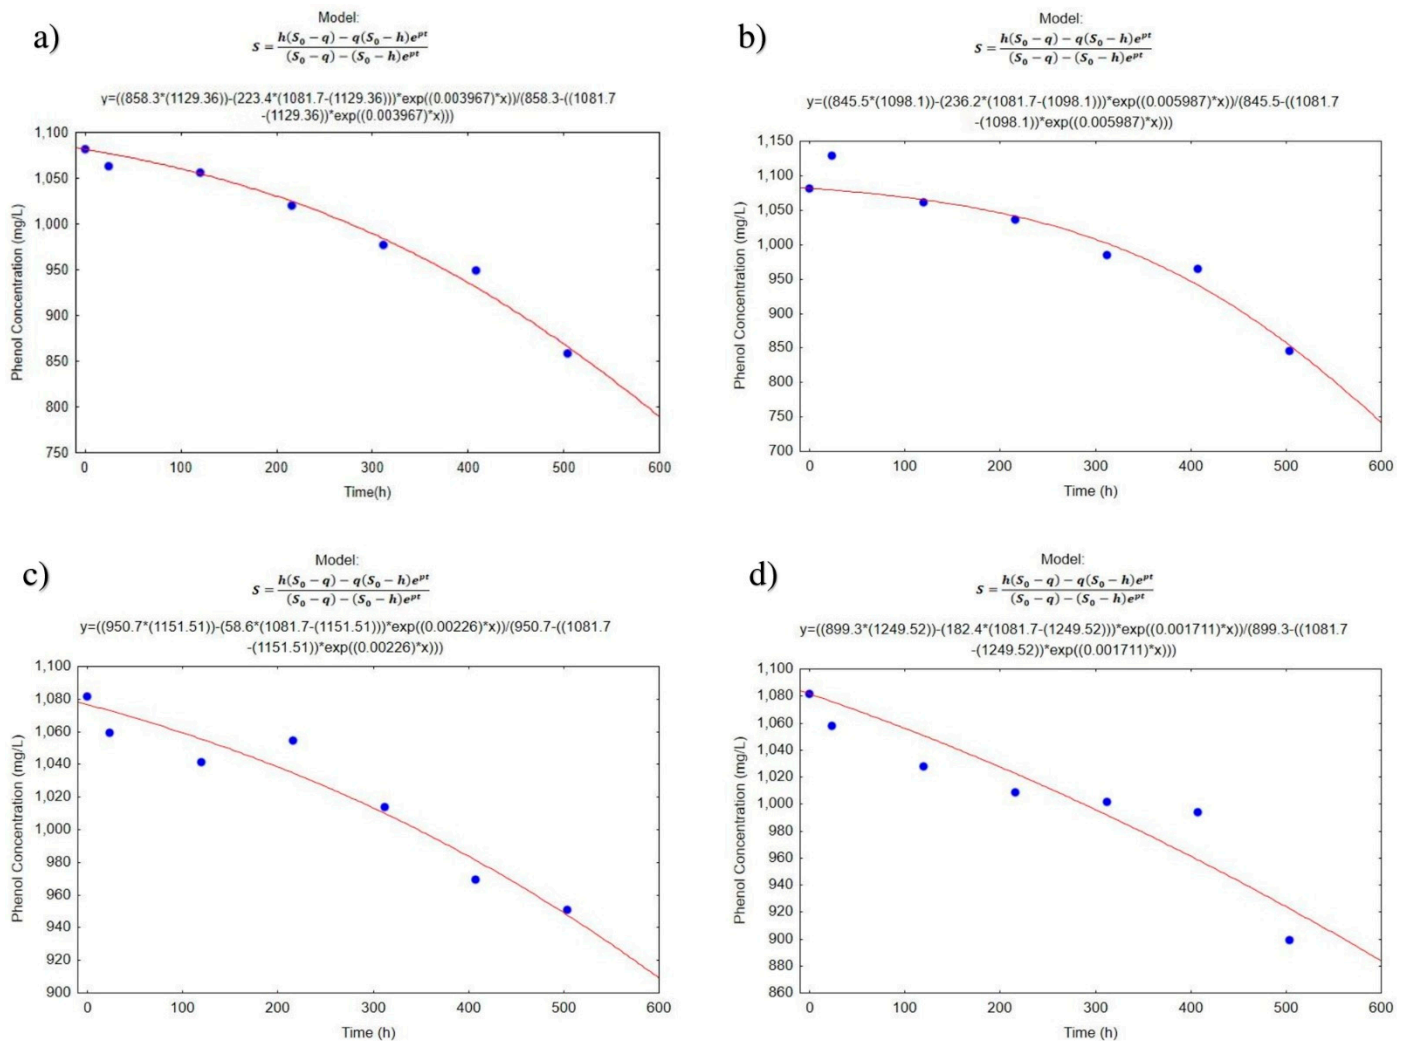 a)
Model:
S = h(S₀ − q) − q(S₀ − h)e^pt
(S₀ − q) − (S₀ − h)e^pt
y=((858.3*(1129.36))-(223.4*(1081.7-(1129.36)))*exp((0.003967)*x))/(858.3-((1081.7
-(1129.36))*exp((0.003967)*x)))
Phenol Concentration (mg/L)
1,100
1,050
1,000
950
900
850
800
750
0 100 200 300 400 500 600
Time(h)
b)
Model:
S = h(S₀ − q) − q(S₀ − h)e^pt
(S₀ − q) − (S₀ − h)e^pt
y=((845.5*(1098.1))-(236.2*(1081.7-(1098.1)))*exp((0.005987)*x))/(845.5-((1081.7
-(1098.1))*exp((0.005987)*x)))
Phenol Concentration (mg/L)
1,150
1,100
1,050
1,000
950
900
850
800
750
700
0 100 200 300 400 500 600
Time (h)
c)
Model:
S = h(S₀ − q) − q(S₀ − h)e^pt
(S₀ − q) − (S₀ − h)e^pt
y=((950.7*(1151.51))-(58.6*(1081.7-(1151.51)))*exp((0.00226)*x))/(950.7-((1081.7
-(1151.51))*exp((0.00226)*x)))
Phenol Concentration (mg/L)
1,100
1,080
1,060
1,040
1,020
1,000
980
960
940
920
900
0 100 200 300 400 500 600
Time (h)
d)
Model:
S = h(S₀ − q) − q(S₀ − h)e^pt
(S₀ − q) − (S₀ − h)e^pt
y=((899.3*(1249.52))-(182.4*(1081.7-(1249.52)))*exp((0.001711)*x))/(899.3-((1081.7
-(1249.52))*exp((0.001711)*x)))
Phenol Concentration (mg/L)
1,100
1,080
1,060
1,040
1,020
1,000
980
960
940
920
900
880
860
0 100 200 300 400 500 600
Time (h)